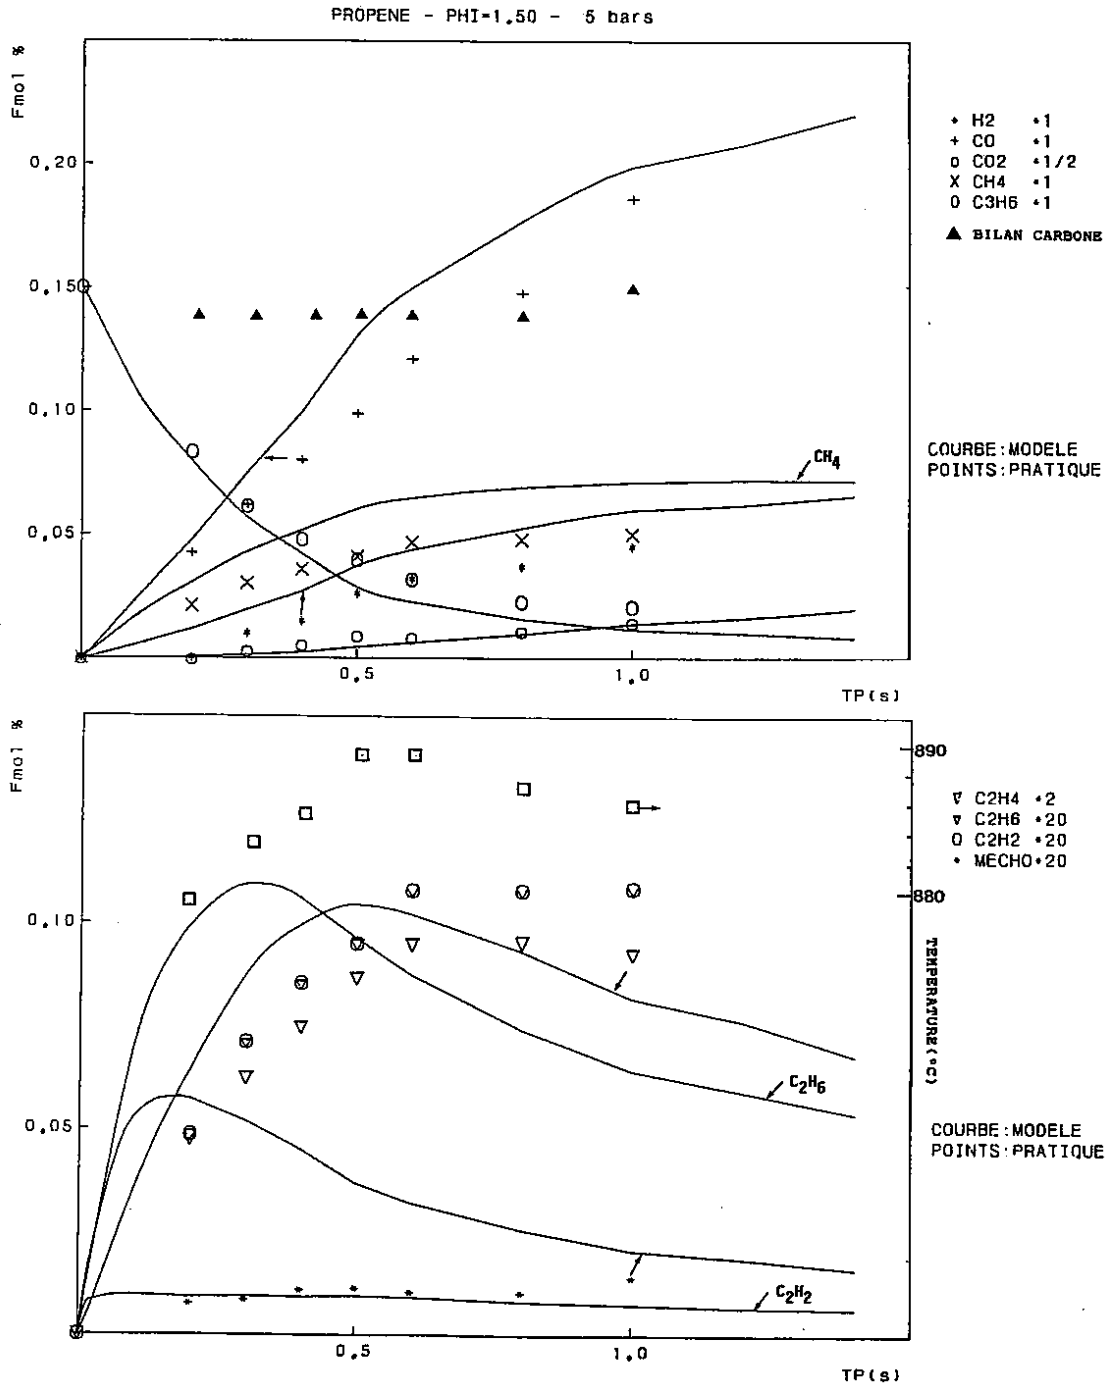 PROPENE - PHI=1.50 - 5 bars
Fmol %
0.20
0.15
0.10
0.05
0.5
1.0
TP(s)
* H2 *1
+ CO *1
o CO2 *1/2
X CH4 *1
O C3H6 *1
▲ BILAN CARBONE
CH4
COURBE:MODELE
POINTS:PRATIQUE
Fmol %
0.10
0.05
0.5
1.0
TP(s)
890
880
TEMPERATURE(°C)
▽ C2H4 *2
▽ C2H6 *20
O C2H2 *20
* MECHO*20
C2H6
C2H2
COURBE:MODELE
POINTS:PRATIQUE